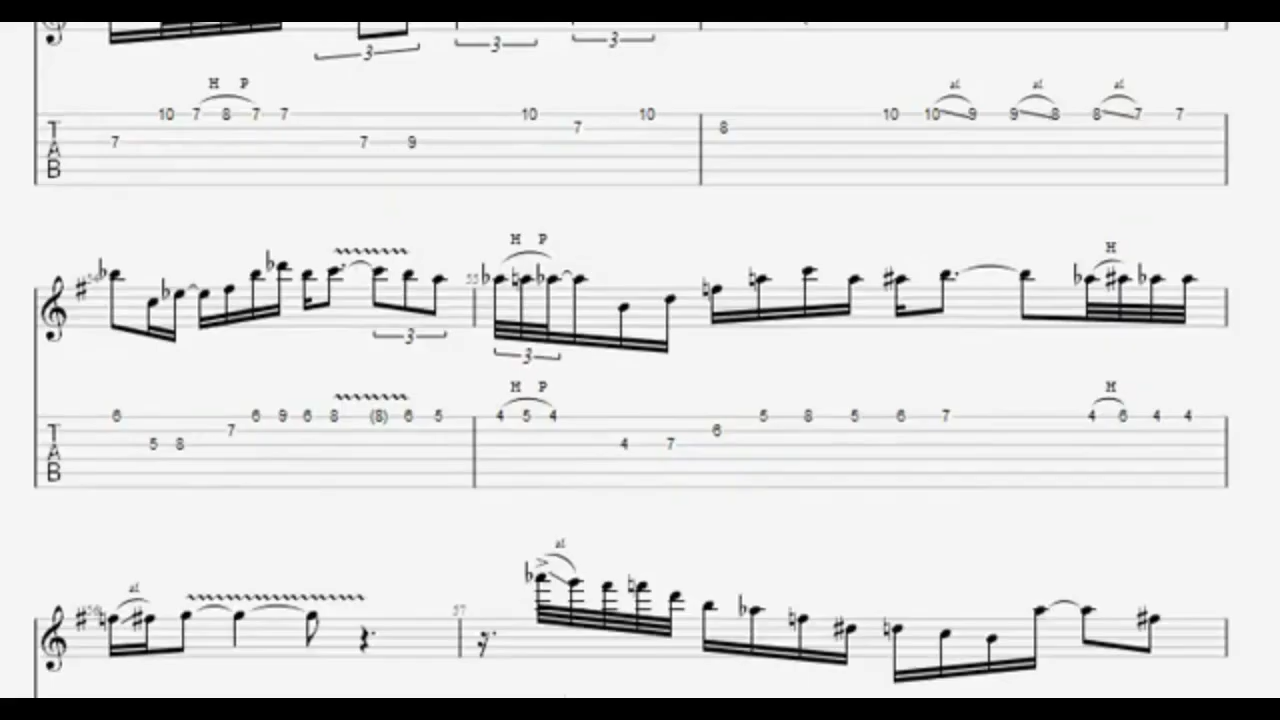 3 3 3
H P sl sl sl
10 7 8 7 7 10 10 10 10 9 9 8 8 7 7
T 7 8
A 7 7 9
B
H P H
54 55
3 3
H P H
6 6 9 6 8 (8) 6 5 4 5 4 5 8 5 6 7 4 6 4 4
T 7 6
A 5 8 4 7
B
sl sl
56 57